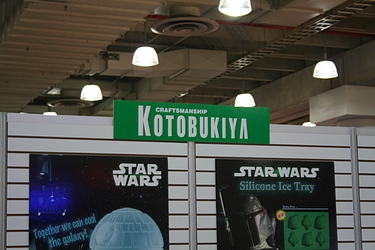 CRAFTSMANSHIP
KOTOBUKIYA
STAR
WARS
Together we can cool
the galaxy!
STAR WARS
Silicone Ice Tray